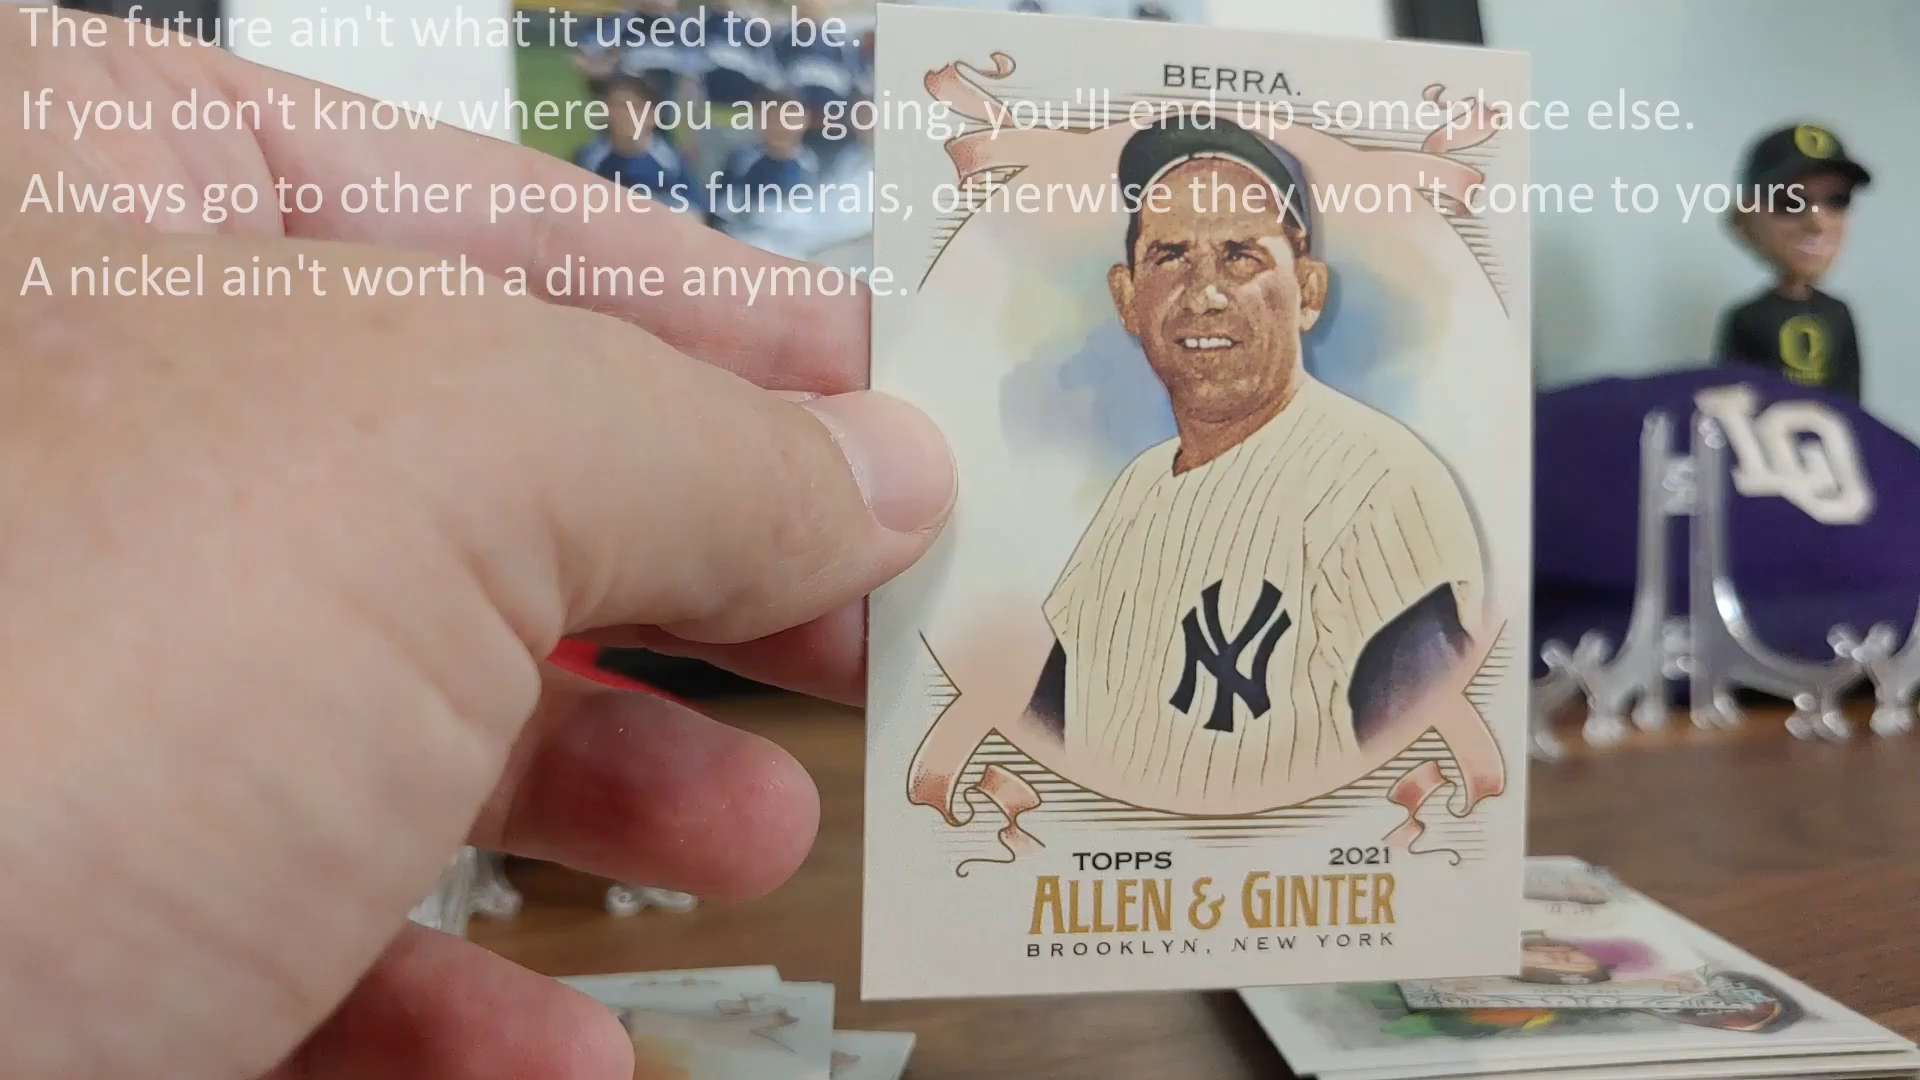 The future ain't what it used to be.
If you don't know where you are going, you'll end up someplace else.
Always go to other people's funerals, otherwise they won't come to yours.
A nickel ain't worth a dime anymore.
BERRA.
NY
TOPPS 2021
ALLEN & GINTER
BROOKLYN, NEW YORK
LO
O
O